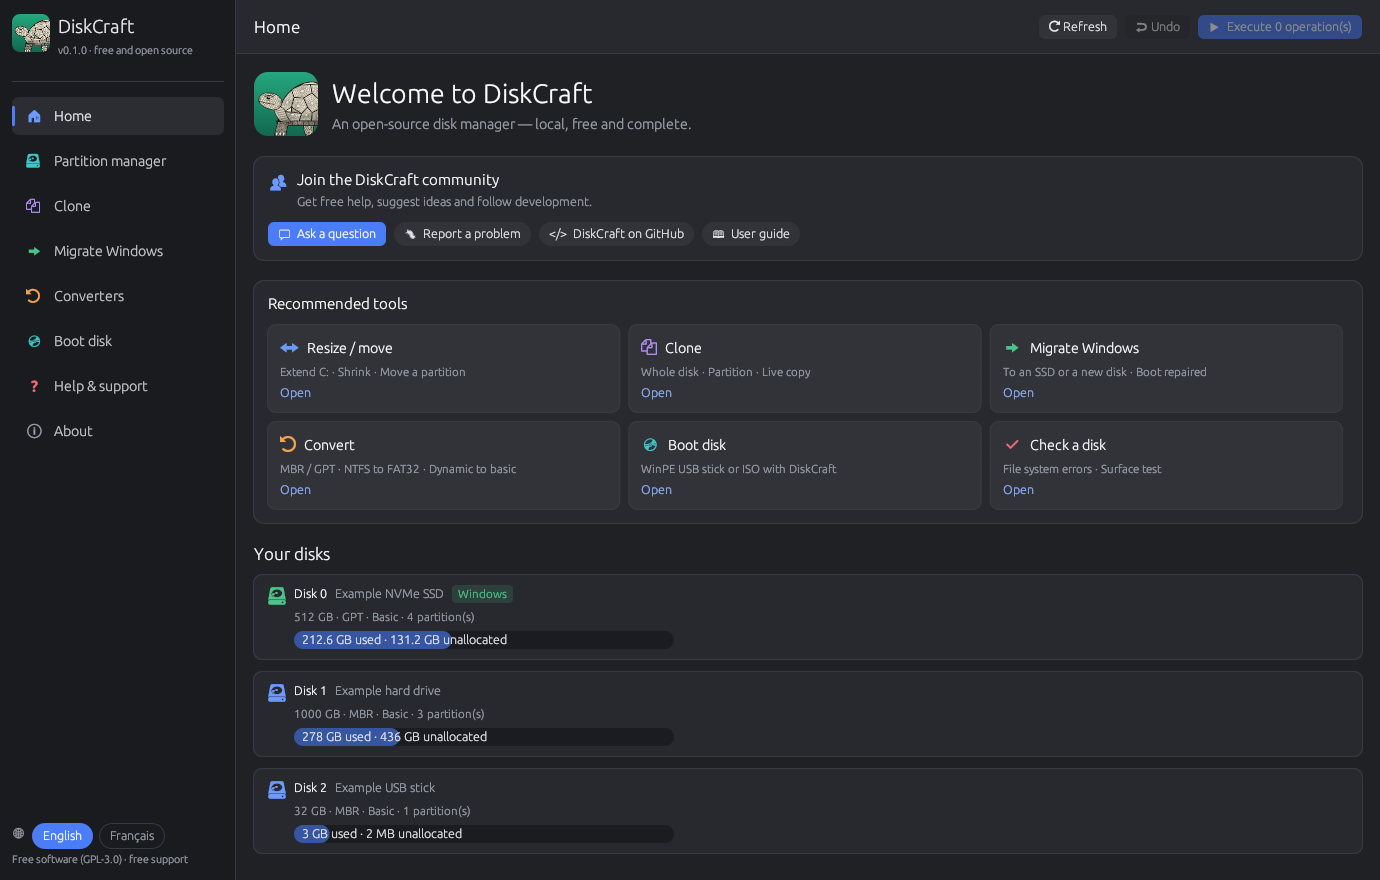 DiskCraft
v0.1.0 · free and open source
Home
Partition manager
Clone
Migrate Windows
Converters
Boot disk
Help & support
About
English Français
Free software (GPL-3.0) · free support
Home
Refresh Undo Execute 0 operation(s)
Welcome to DiskCraft
An open-source disk manager — local, free and complete.
Join the DiskCraft community
Get free help, suggest ideas and follow development.
Ask a question Report a problem </> DiskCraft on GitHub User guide
Recommended tools
Resize / move
Extend C: · Shrink · Move a partition
Open
Clone
Whole disk · Partition · Live copy
Open
Migrate Windows
To an SSD or a new disk · Boot repaired
Open
Convert
MBR / GPT · NTFS to FAT32 · Dynamic to basic
Open
Boot disk
WinPE USB stick or ISO with DiskCraft
Open
Check a disk
File system errors · Surface test
Open
Your disks
Disk 0 Example NVMe SSD Windows
512 GB · GPT · Basic · 4 partition(s)
212.6 GB used · 131.2 GB unallocated
Disk 1 Example hard drive
1000 GB · MBR · Basic · 3 partition(s)
278 GB used · 436 GB unallocated
Disk 2 Example USB stick
32 GB · MBR · Basic · 1 partition(s)
3 GB used · 2 MB unallocated